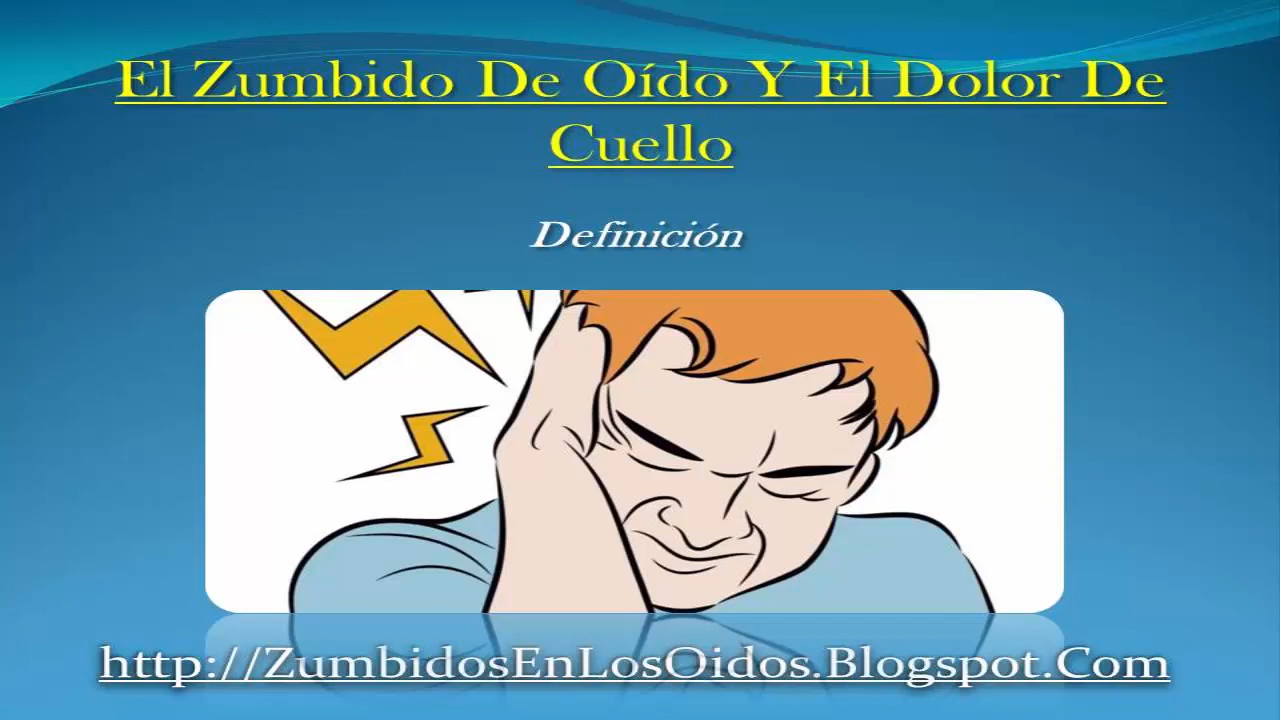 El Zumbido De Oído Y El Dolor De
Cuello
Definición
http://ZumbidosEnLosOidos.Blogspot.Com